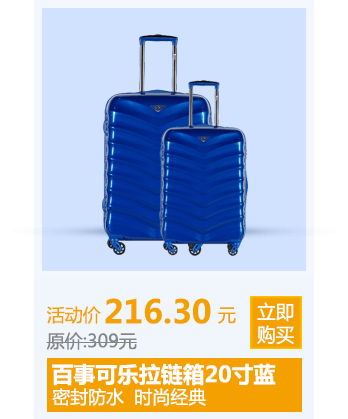 活动价 216.30 元
原价:309元
立即
购买
百事可乐拉链箱20寸蓝
密封防水 时尚经典